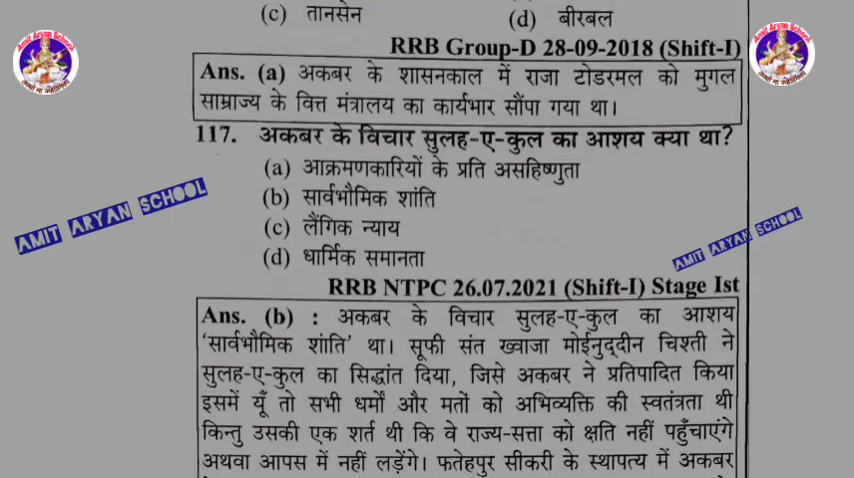 (c) तानसेन (d) बीरबल
RRB Group-D 28-09-2018 (Shift-I)
Ans. (a) अकबर के शासनकाल में राजा टोडरमल को मुगल
साम्राज्य के वित्त मंत्रालय का कार्यभार सौंपा गया था।
117. अकबर के विचार सुलह-ए-कुल का आशय क्या था?
(a) आक्रमणकारियों के प्रति असहिष्णुता
(b) सार्वभौमिक शांति
(c) लैंगिक न्याय
(d) धार्मिक समानता
RRB NTPC 26.07.2021 (Shift-I) Stage Ist
Ans. (b) : अकबर के विचार सुलह-ए-कुल का आशय
'सार्वभौमिक शांति' था। सूफी संत ख्वाजा मोईनुद्दीन चिश्ती ने
सुलह-ए-कुल का सिद्धांत दिया, जिसे अकबर ने प्रतिपादित किया
इसमें यूँ तो सभी धर्मों और मतों को अभिव्यक्ति की स्वतंत्रता थी
किन्तु उसकी एक शर्त थी कि वे राज्य-सत्ता को क्षति नहीं पहुँचाएंगे
अथवा आपस में नहीं लड़ेंगे। फतेहपुर सीकरी के स्थापत्य में अकबर
Amit Aryan School
Amit Aryan School
AMIT ARYAN SCHOOL
AMIT ARYAN SCHOOL